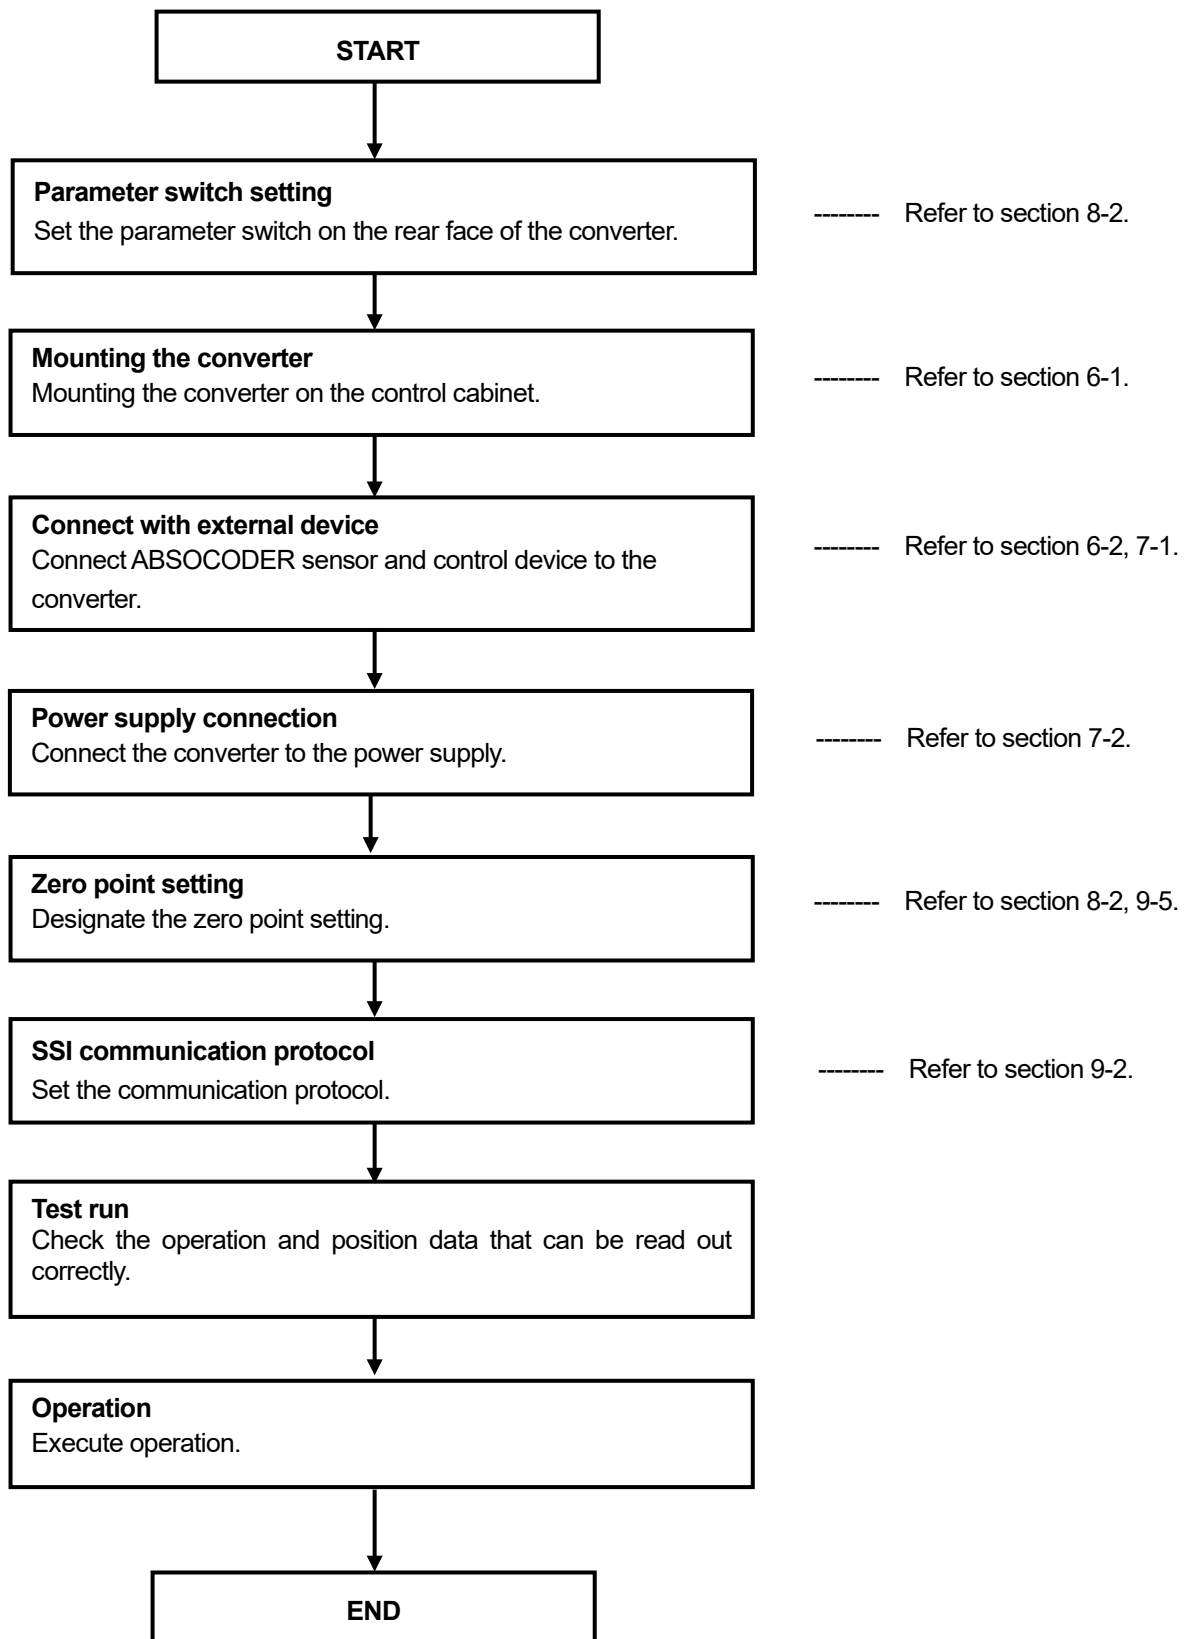 START
Parameter switch setting
Set the parameter switch on the rear face of the converter.
-------- Refer to section 8-2.
Mounting the converter
Mounting the converter on the control cabinet.
-------- Refer to section 6-1.
Connect with external device
Connect ABSOCODER sensor and control device to the
converter.
-------- Refer to section 6-2, 7-1.
Power supply connection
Connect the converter to the power supply.
-------- Refer to section 7-2.
Zero point setting
Designate the zero point setting.
-------- Refer to section 8-2, 9-5.
SSI communication protocol
Set the communication protocol.
-------- Refer to section 9-2.
Test run
Check the operation and position data that can be read out
correctly.
Operation
Execute operation.
END